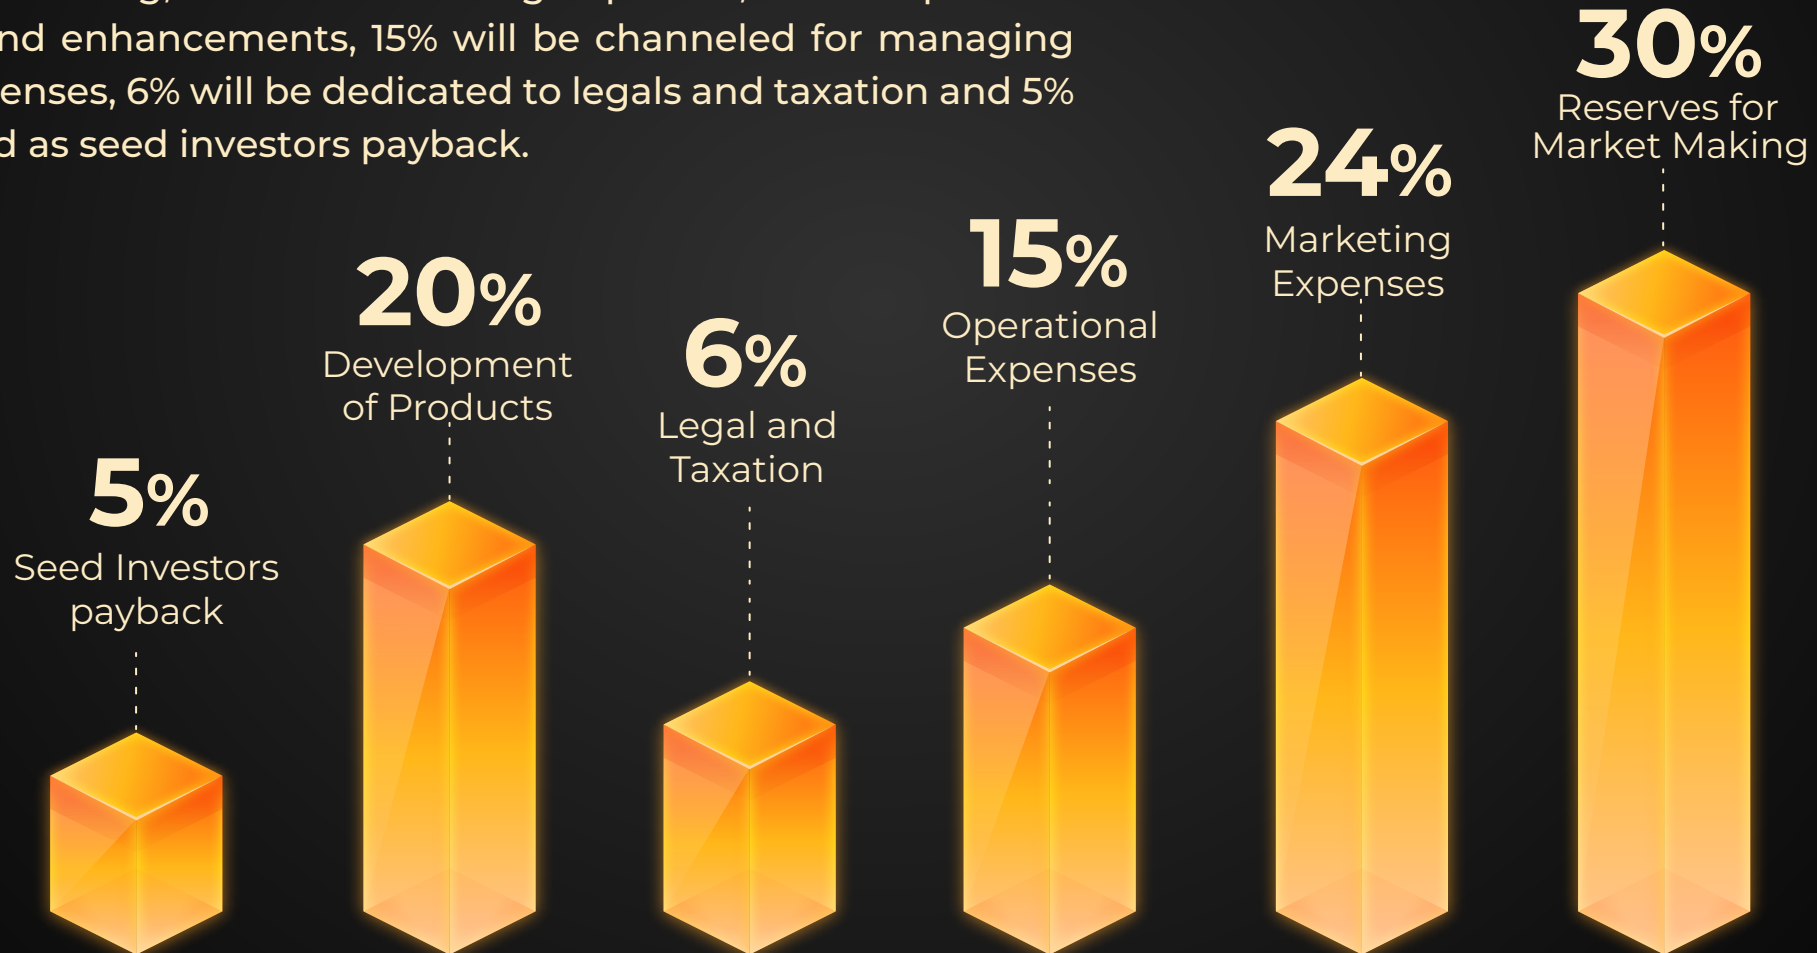 nd enhancements, 15% will be channeled for managing
enses, 6% will be dedicated to legals and taxation and 5%
d as seed investors payback.
5%
Seed Investors
payback
20%
Development
of Products
6%
Legal and
Taxation
15%
Operational
Expenses
24%
Marketing
Expenses
30%
Reserves for
Market Making